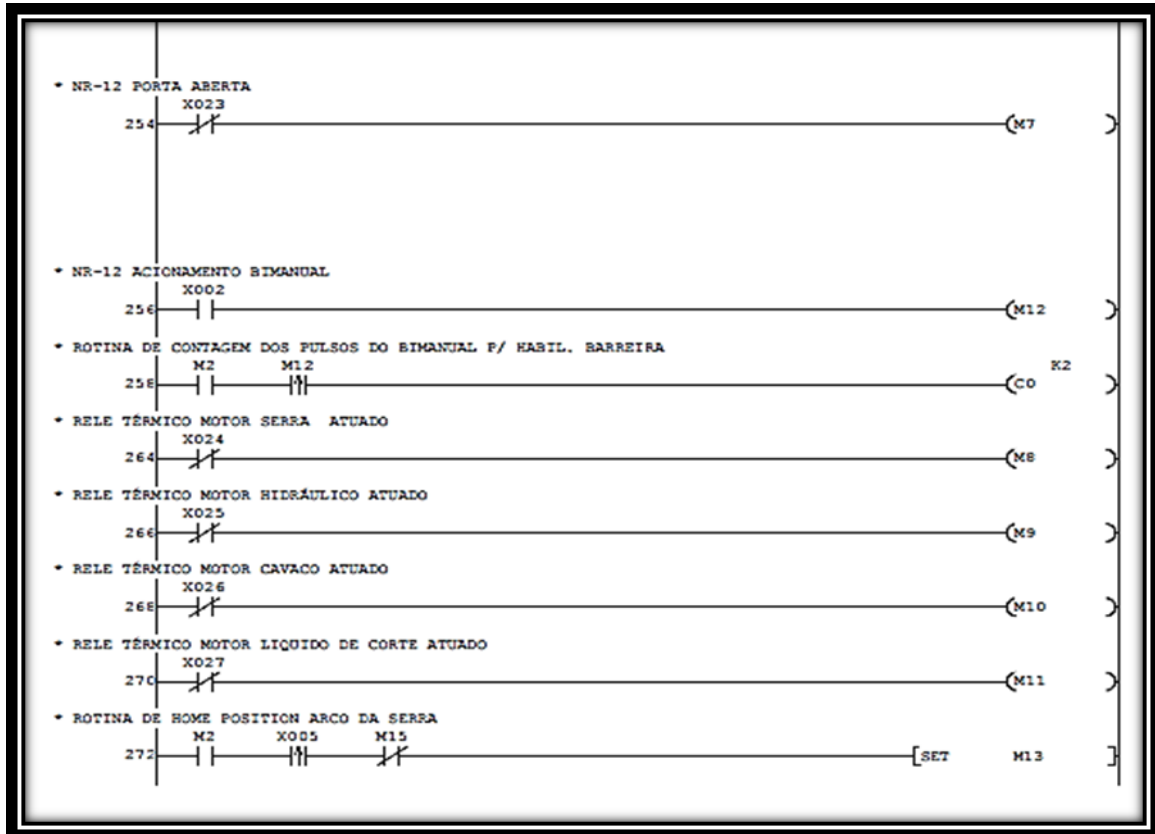 * NR-12 PORTA ABERTA
X023
254 (M7 )
* NR-12 ACIONAMENTO BIMANUAL
X002
256 (M12 )
* ROTINA DE CONTAGEM DOS PULSOS DO BIMANUAL P/ HABIL. BARREIRA
M2 M12 K2
258 (C0 )
* RELE TÉRMICO MOTOR SERRA ATUADO
X024
264 (M8 )
* RELE TÉRMICO MOTOR HIDRÁULICO ATUADO
X025
266 (M9 )
* RELE TÉRMICO MOTOR CAVACO ATUADO
X026
268 (M10 )
* RELE TÉRMICO MOTOR LIQUIDO DE CORTE ATUADO
X027
270 (M11 )
* ROTINA DE HOME POSITION ARCO DA SERRA
M2 X005 M15
272 [SET M13 ]